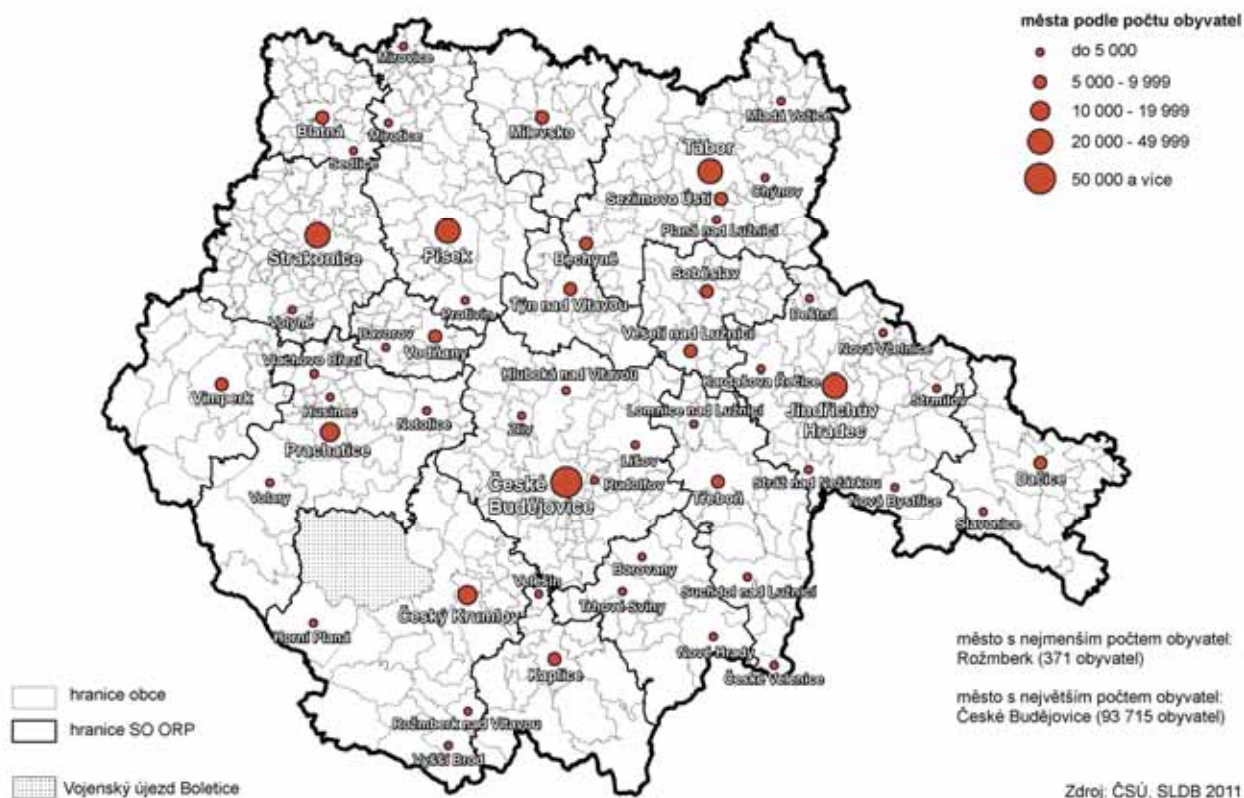 města podle počtu obyvatel
do 5 000
5 000 - 9 999
10 000 - 19 999
20 000 - 49 999
50 000 a více
Mirovice
Blatná
Mirotice
Sedlice
Milevsko
Mladá Vožice
Tábor
Chýnov
Sezimovo Ústí
Planá nad Lužnicí
Strakonice
Písek
Bechyně
Soběslav
Týn nad Vltavou
Deštná
Volyně
Protivín
Bavorov
Vodňany
Veselí nad Lužnicí
Nová Včelnice
Vlachovo Březí
Hluboká nad Vltavou
Kardašova Řečice
Vimperk
Husinec
Netolice
Lomnice nad Lužnicí
Jindřichův
Hradec
Strmilov
Zliv
Prachatice
Lišov
Volary
České
Budějovice
Rudolfov
Třeboň
Stráž nad Nežárkou
Nová Bystřice
Dačice
Slavonice
Borovany
Velešín
Trhové Sviny
Suchdol nad Lužnicí
Český Krumlov
Horní Planá
Nové Hrady
České Velenice
Kaplice
Rožmberk nad Vltavou
Vyšší Brod
město s nejmenším počtem obyvatel:
Rožmberk (371 obyvatel)
město s největším počtem obyvatel:
České Budějovice (93 715 obyvatel)
hranice obce
hranice SO ORP
Vojenský újezd Boletice
Zdroj: ČSÚ, SLDB 2011